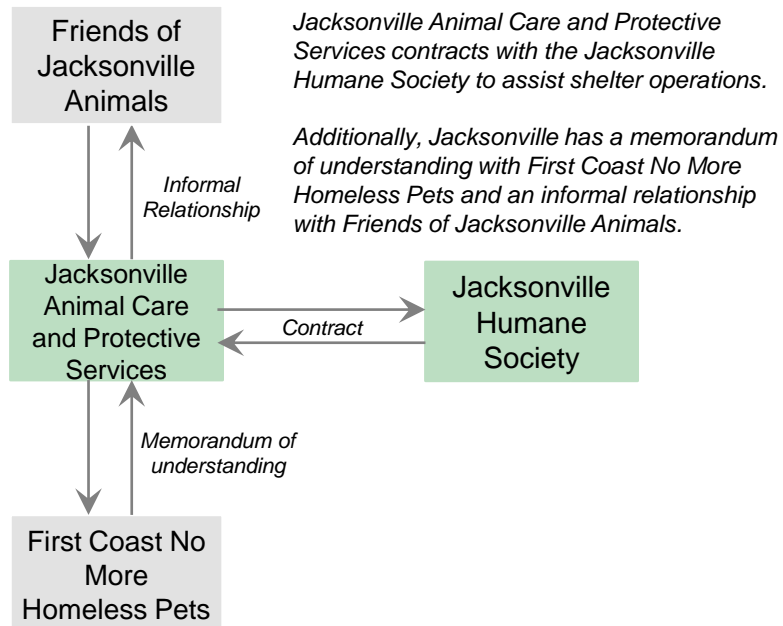 Friends of
Jacksonville
Animals
Jacksonville Animal Care and Protective
Services contracts with the Jacksonville
Humane Society to assist shelter operations.
Additionally, Jacksonville has a memorandum
of understanding with First Coast No More
Homeless Pets and an informal relationship
with Friends of Jacksonville Animals.
Informal
Relationship
Jacksonville
Animal Care
and Protective
Services
Contract
Jacksonville
Humane
Society
Memorandum of
understanding
First Coast No
More
Homeless Pets